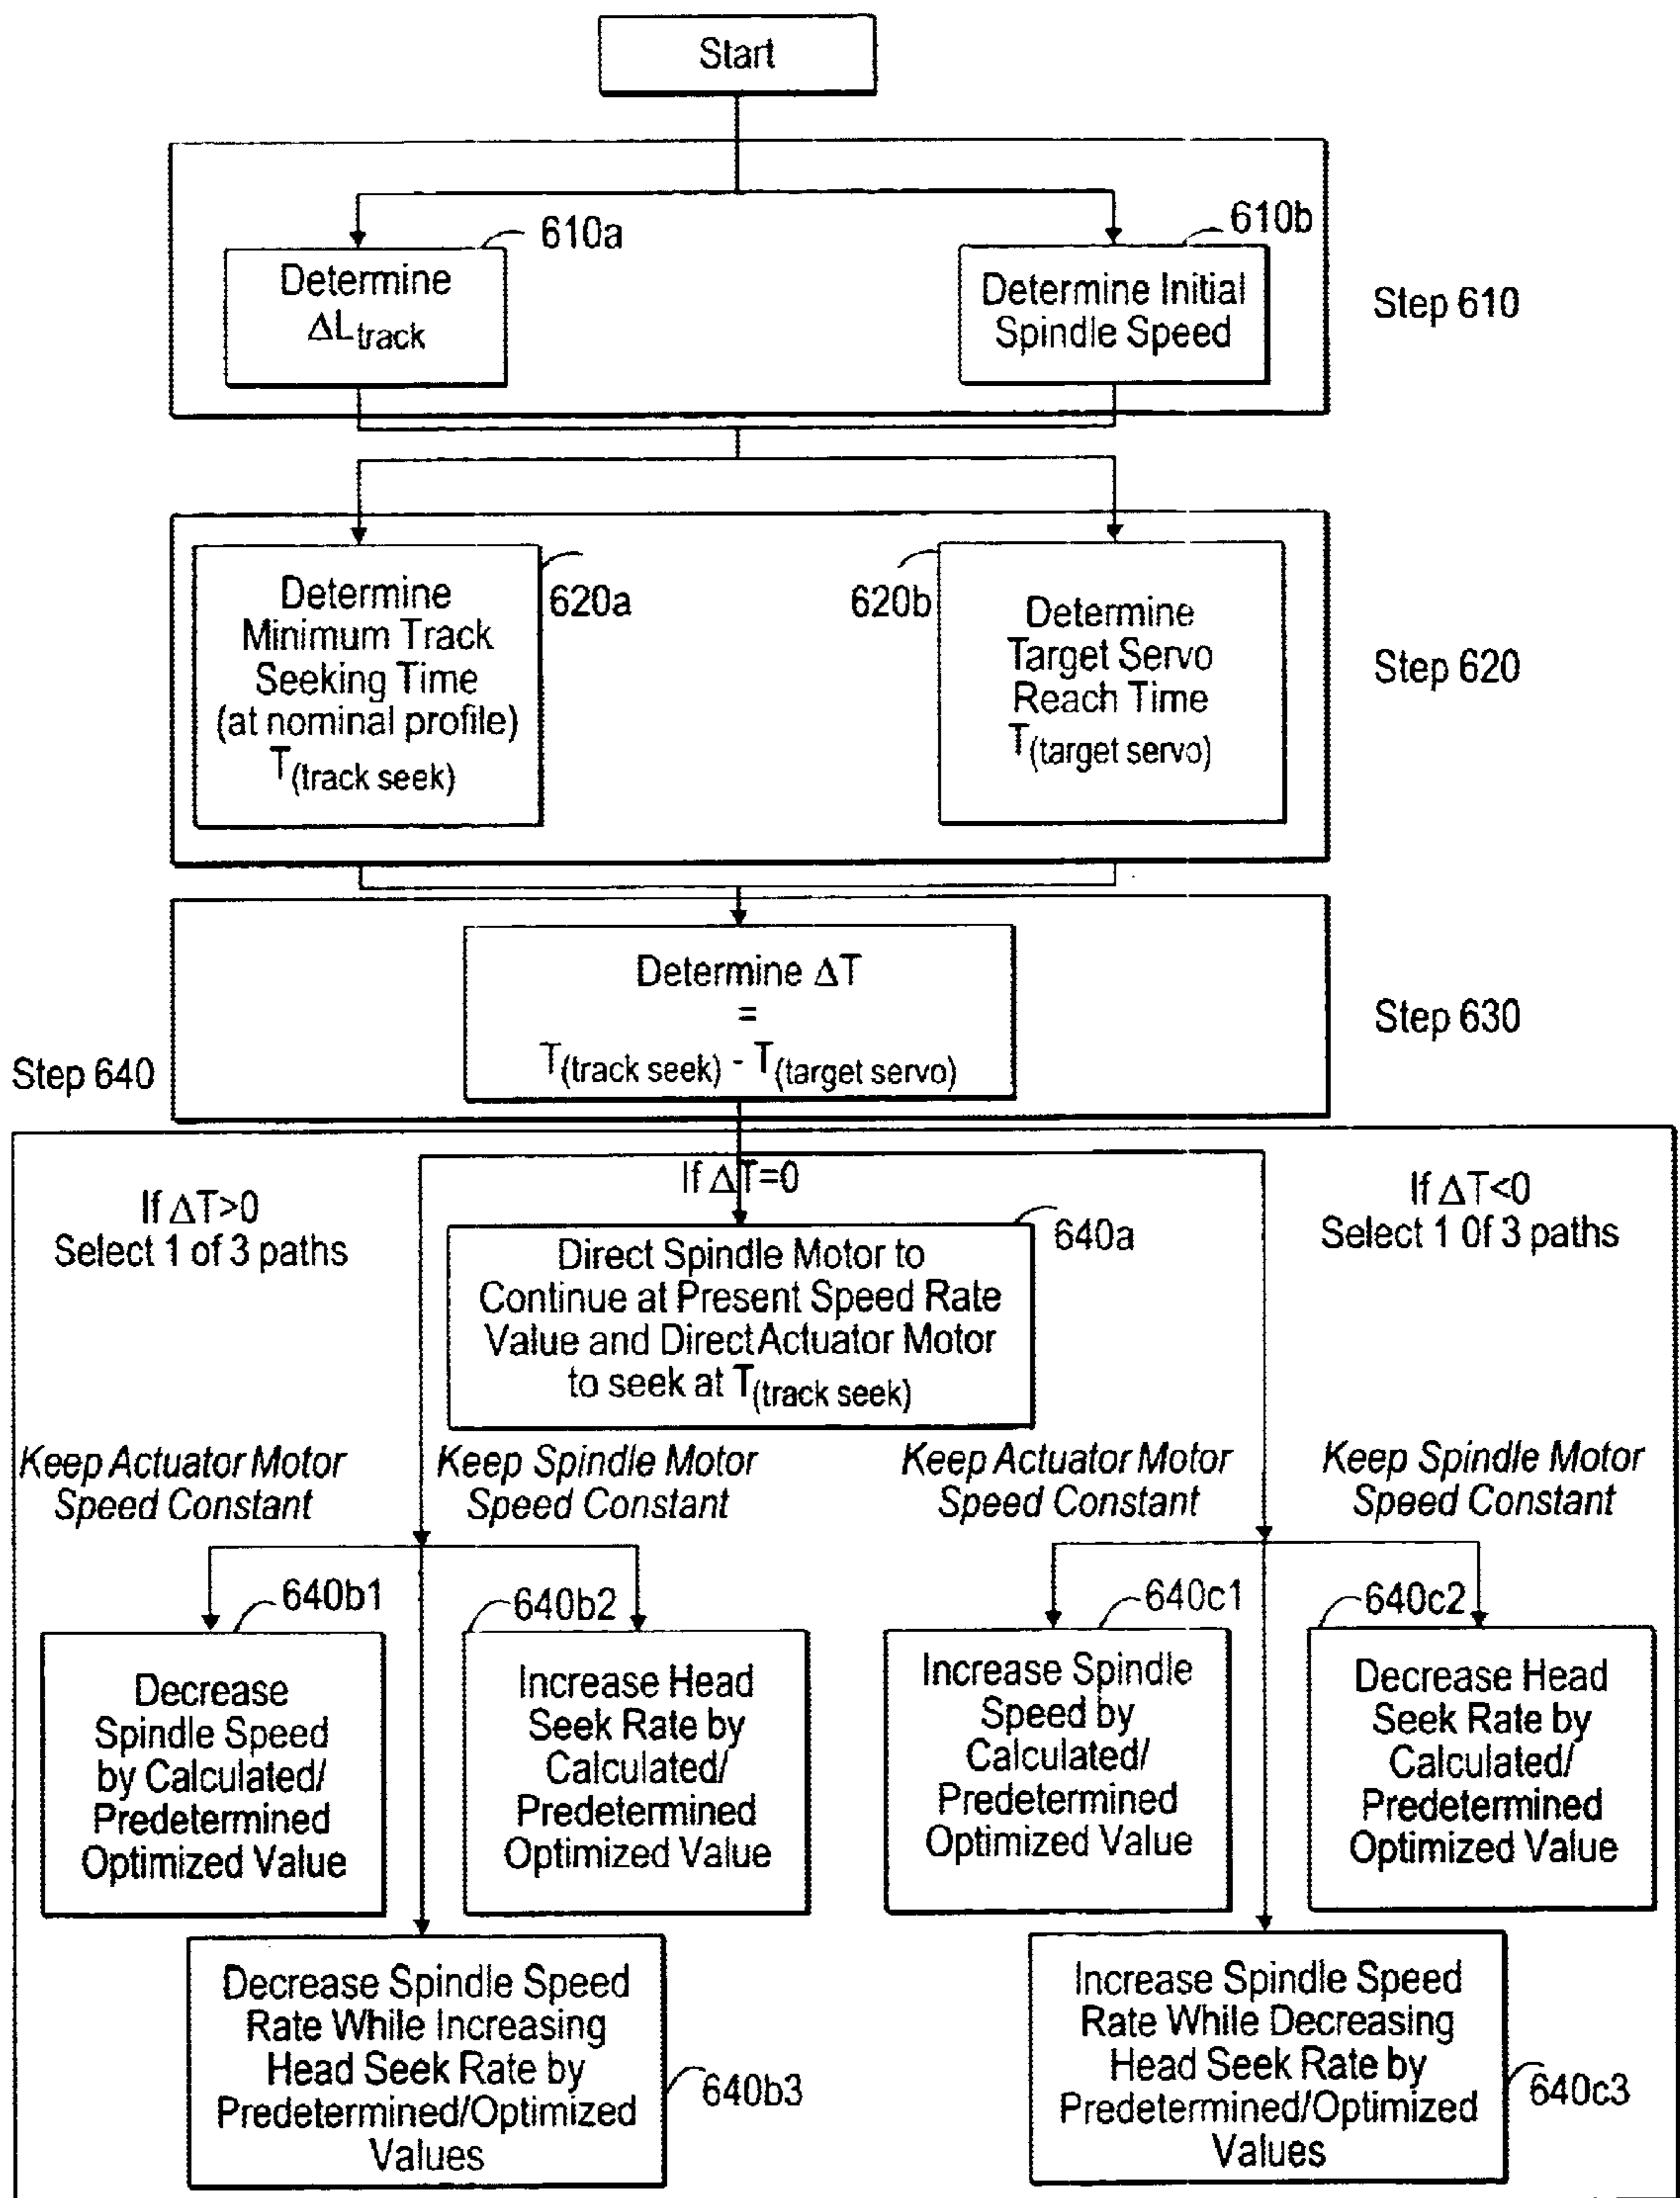 Start
610a
610b
Determine
ΔLtrack
Determine Initial
Spindle Speed
Step 610
620a
620b
Determine
Minimum Track
Seeking Time
(at nominal profile)
T(track seek)
Determine
Target Servo
Reach Time
T(target servo)
Step 620
Determine ΔT
=
T(track seek) - T(target servo)
Step 630
Step 640
If ΔT>0
Select 1 of 3 paths
If ΔT=0
If ΔT<0
Select 1 0f 3 paths
640a
Direct Spindle Motor to
Continue at Present Speed Rate
Value and Direct Actuator Motor
to seek at T(track seek)
Keep Actuator Motor
Speed Constant
Keep Spindle Motor
Speed Constant
Keep Actuator Motor
Speed Constant
Keep Spindle Motor
Speed Constant
640b1
640b2
640c1
640c2
Decrease
Spindle Speed
by Calculated/
Predetermined
Optimized Value
Increase Head
Seek Rate by
Calculated/
Predetermined
Optimized Value
Increase Spindle
Speed by
Calculated/
Predetermined
Optimized Value
Decrease Head
Seek Rate by
Calculated/
Predetermined
Optimized Value
Decrease Spindle Speed
Rate While Increasing
Head Seek Rate by
Predetermined/Optimized
Values
640b3
Increase Spindle Speed
Rate While Decreasing
Head Seek Rate by
Predetermined/Optimized
Values
640c3